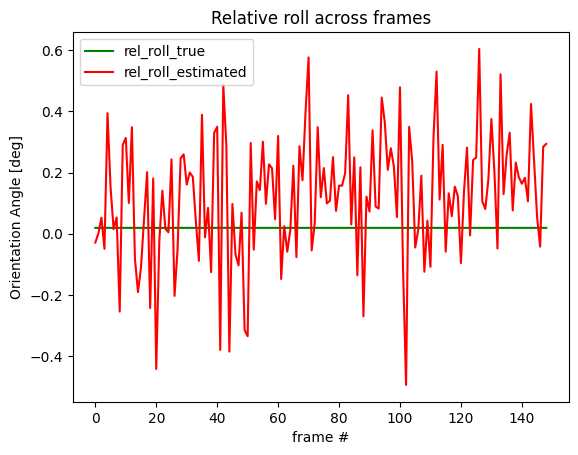 Relative roll across frames
rel_roll_true
rel_roll_estimated
Orientation Angle [deg]
0.6
0.4
0.2
0.0
−0.2
−0.4
0 20 40 60 80 100 120 140
frame #